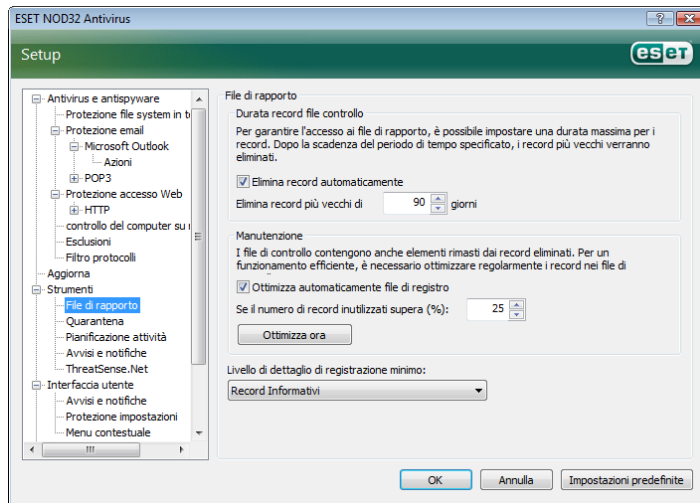 ESET NOD32 Antivirus
Setup
eset
Antivirus e antispyware
Protezione file system in t
Protezione email
Microsoft Outlook
Azioni
POP3
Protezione accesso Web
HTTP
controllo del computer su r
Esclusioni
Filtro protocolli
Aggiorna
Strumenti
File di rapporto
Quarantena
Pianificazione attività
Avvisi e notifiche
ThreatSense.Net
Interfaccia utente
Avvisi e notifiche
Protezione impostazioni
Menu contestuale
File di rapporto
Durata record file controllo
Per garantire l'accesso ai file di rapporto, è possibile impostare una durata massima per i
record. Dopo la scadenza del periodo di tempo specificato, i record più vecchi verranno
eliminati.
Elimina record automaticamente
Elimina record più vecchi di 90 giorni
Manutenzione
I file di controllo contengono anche elementi rimasti dai record eliminati. Per un
funzionamento efficiente, è necessario ottimizzare regolarmente i record nei file di
Ottimizza automaticamente file di registro
Se il numero di record inutilizzati supera (%): 25
Ottimizza ora
Livello di dettaglio di registrazione minimo:
Record Informativi
OK Annulla Impostazioni predefinite